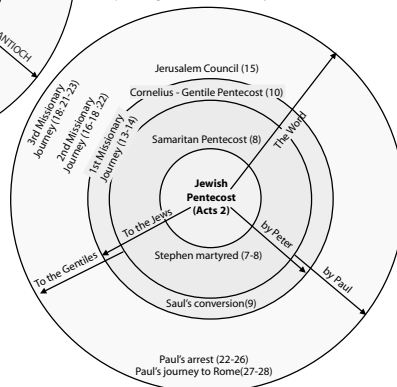 ANTIOCH
3rd Missionary
Journey (18:21-23)
2nd Missionary
Journey (16-18:22)
1st Missionary
Journey (13-14)
Jerusalem Council (15)
Cornelius - Gentile Pentecost (10)
The Word
Samaritan Pentecost (8)
Jewish
Pentecost
(Acts 2)
To the Jews
by Peter
To the Gentiles
by Paul
Stephen martyred (7-8)
Saul's conversion(9)
Paul's arrest (22-26)
Paul's journey to Rome(27-28)